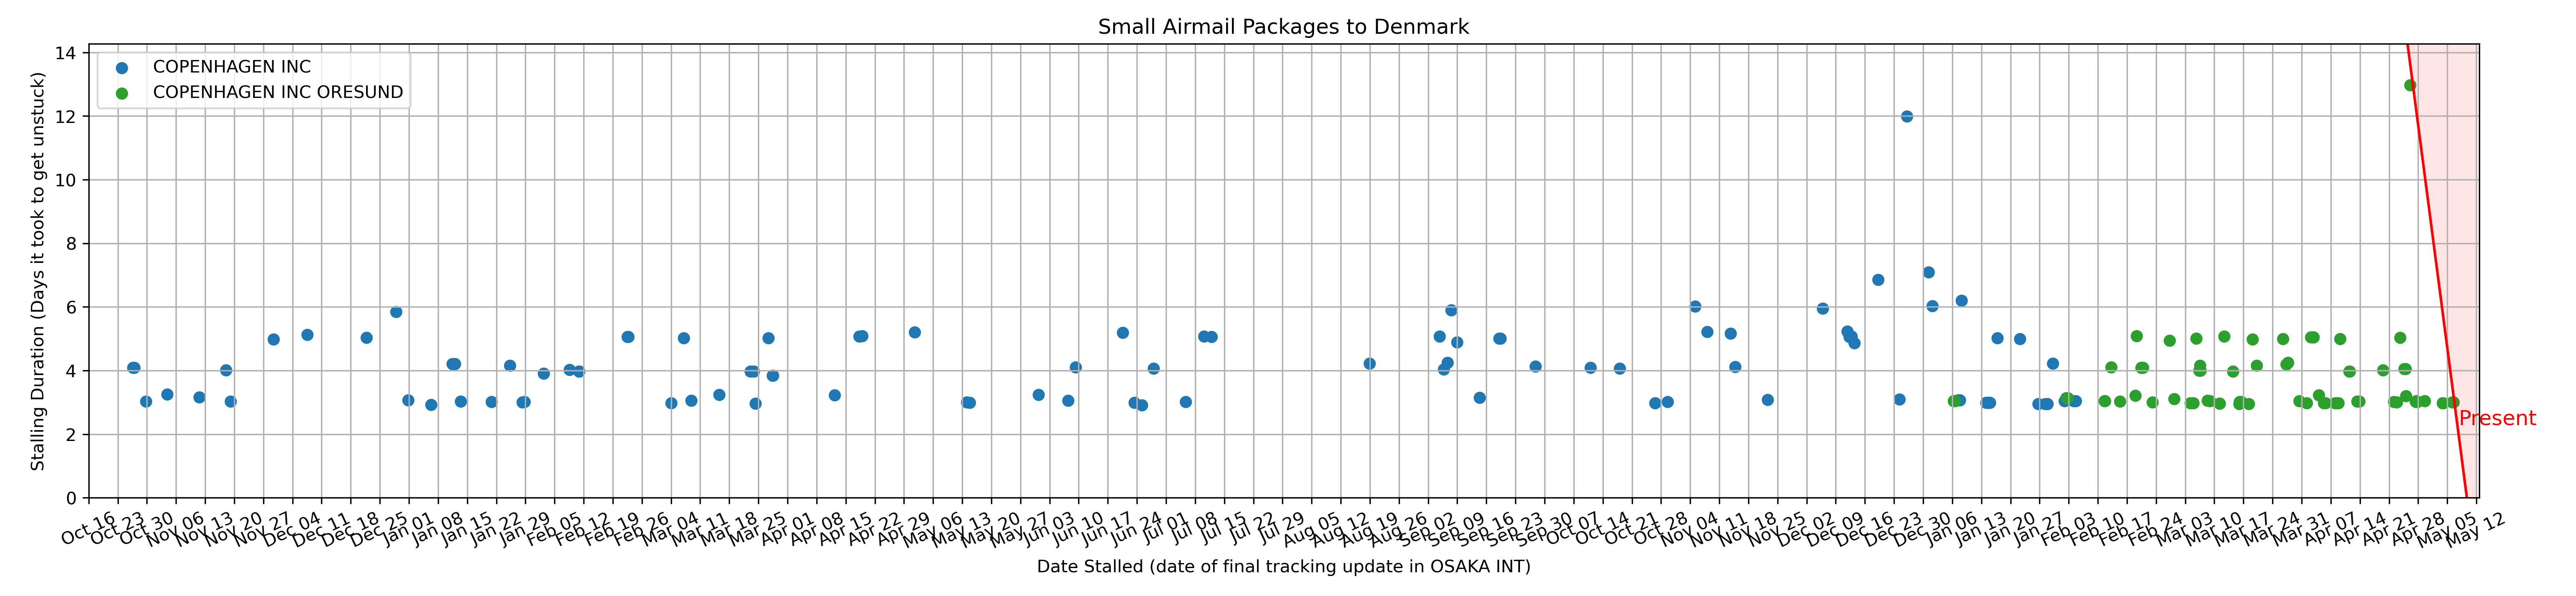 Small Airmail Packages to Denmark
COPENHAGEN INC
COPENHAGEN INC ORESUND
Stalling Duration (Days it took to get unstuck)
14
12
10
8
6
4
2
0
Present
Oct 16
Oct 23
Oct 30
Nov 06
Nov 13
Nov 20
Nov 27
Dec 04
Dec 11
Dec 18
Dec 25
Jan 01
Jan 08
Jan 15
Jan 22
Jan 29
Feb 05
Feb 12
Feb 19
Feb 26
Mar 04
Mar 11
Mar 18
Mar 25
Apr 01
Apr 08
Apr 15
Apr 22
Apr 29
May 06
May 13
May 20
May 27
Jun 03
Jun 10
Jun 17
Jun 24
Jul 01
Jul 08
Jul 15
Jul 22
Jul 29
Aug 05
Aug 12
Aug 19
Aug 26
Sep 02
Sep 09
Sep 16
Sep 23
Sep 30
Oct 07
Oct 14
Oct 21
Oct 28
Nov 04
Nov 11
Nov 18
Nov 25
Dec 02
Dec 09
Dec 16
Dec 23
Dec 30
Jan 06
Jan 13
Jan 20
Jan 27
Feb 03
Feb 10
Feb 17
Feb 24
Mar 03
Mar 10
Mar 17
Mar 24
Mar 31
Apr 07
Apr 14
Apr 21
Apr 28
May 05
May 12
Date Stalled (date of final tracking update in OSAKA INT)